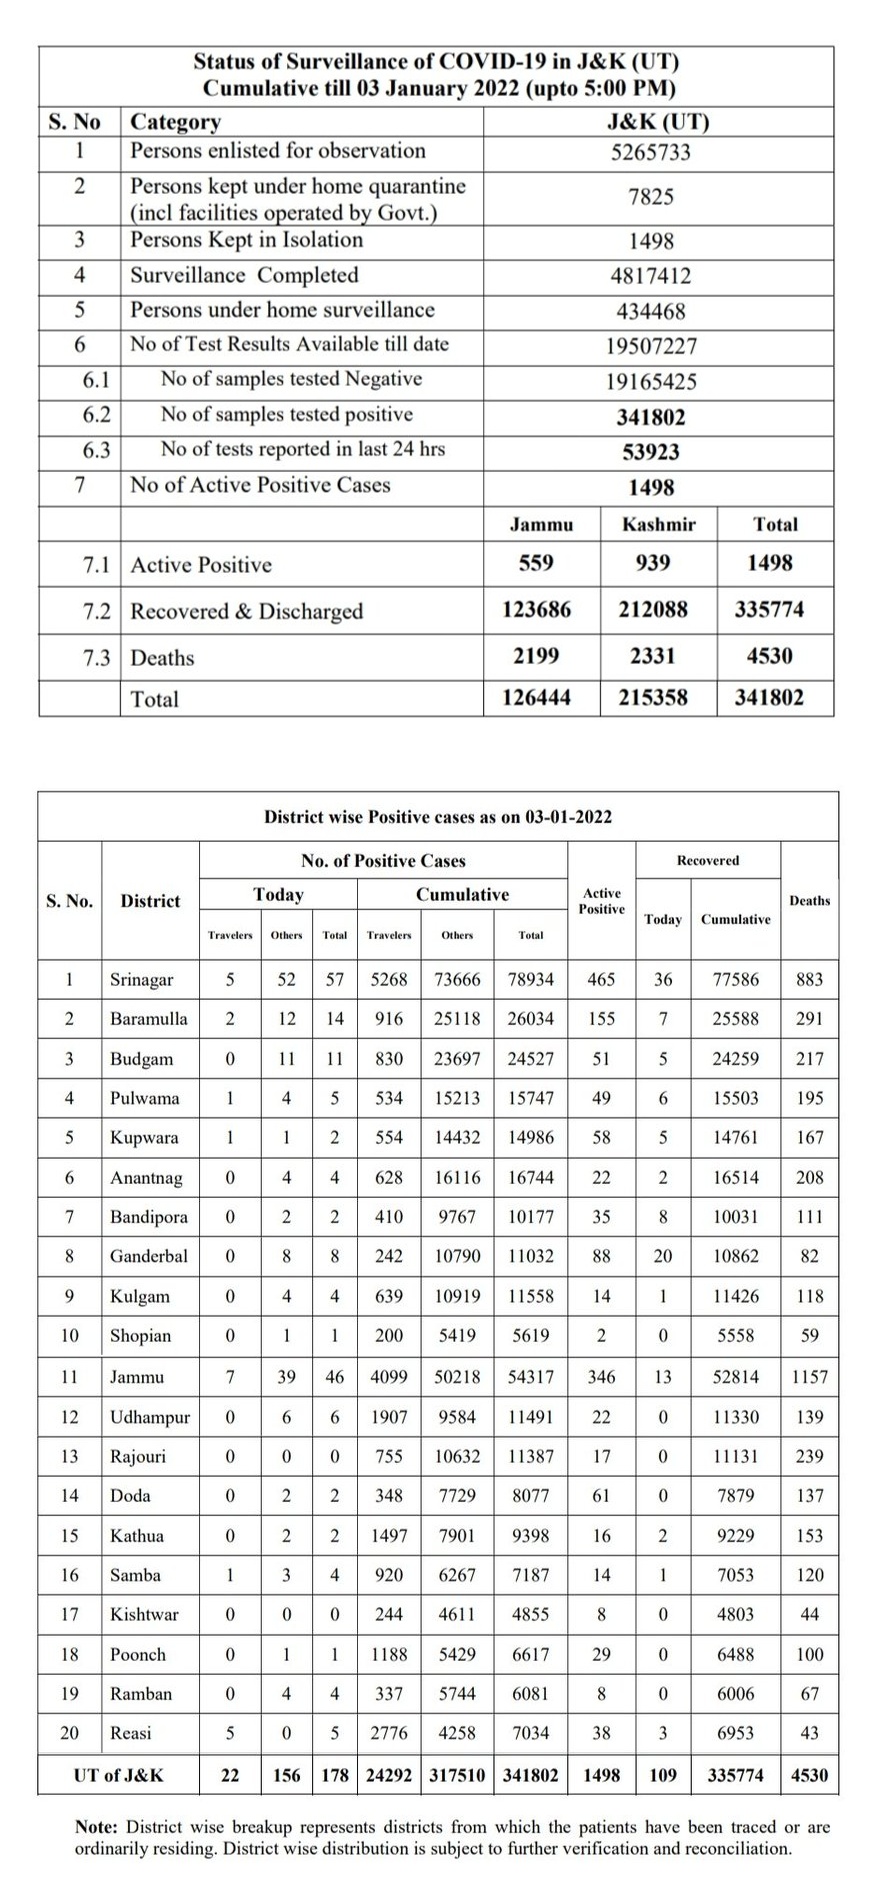 Status of Surveillance of COVID-19 in J&K (UT)
Cumulative till 03 January 2022 (upto 5:00 PM)
S. No Category J&K (UT)
1 Persons enlisted for observation 5265733
2 Persons kept under home quarantine
(incl facilities operated by Govt.) 7825
3 Persons Kept in Isolation 1498
4 Surveillance Completed 4817412
5 Persons under home surveillance 434468
6 No of Test Results Available till date 19507227
6.1 No of samples tested Negative 19165425
6.2 No of samples tested positive 341802
6.3 No of tests reported in last 24 hrs 53923
7 No of Active Positive Cases 1498
Jammu Kashmir Total
7.1 Active Positive 559 939 1498
7.2 Recovered & Discharged 123686 212088 335774
7.3 Deaths 2199 2331 4530
Total 126444 215358 341802
District wise Positive cases as on 03-01-2022
S. No. District No. of Positive Cases Active Positive Recovered Deaths
Today Cumulative Today Cumulative
Travelers Others Total Travelers Others Total
1 Srinagar 5 52 57 5268 73666 78934 465 36 77586 883
2 Baramulla 2 12 14 916 25118 26034 155 7 25588 291
3 Budgam 0 11 11 830 23697 24527 51 5 24259 217
4 Pulwama 1 4 5 534 15213 15747 49 6 15503 195
5 Kupwara 1 1 2 554 14432 14986 58 5 14761 167
6 Anantnag 0 4 4 628 16116 16744 22 2 16514 208
7 Bandipora 0 2 2 410 9767 10177 35 8 10031 111
8 Ganderbal 0 8 8 242 10790 11032 88 20 10862 82
9 Kulgam 0 4 4 639 10919 11558 14 1 11426 118
10 Shopian 0 1 1 200 5419 5619 2 0 5558 59
11 Jammu 7 39 46 4099 50218 54317 346 13 52814 1157
12 Udhampur 0 6 6 1907 9584 11491 22 0 11330 139
13 Rajouri 0 0 0 755 10632 11387 17 0 11131 239
14 Doda 0 2 2 348 7729 8077 61 0 7879 137
15 Kathua 0 2 2 1497 7901 9398 16 2 9229 153
16 Samba 1 3 4 920 6267 7187 14 1 7053 120
17 Kishtwar 0 0 0 244 4611 4855 8 0 4803 44
18 Poonch 0 1 1 1188 5429 6617 29 0 6488 100
19 Ramban 0 4 4 337 5744 6081 8 0 6006 67
20 Reasi 5 0 5 2776 4258 7034 38 3 6953 43
UT of J&K 22 156 178 24292 317510 341802 1498 109 335774 4530
Note: District wise breakup represents districts from which the patients have been traced or are
ordinarily residing. District wise distribution is subject to further verification and reconciliation.